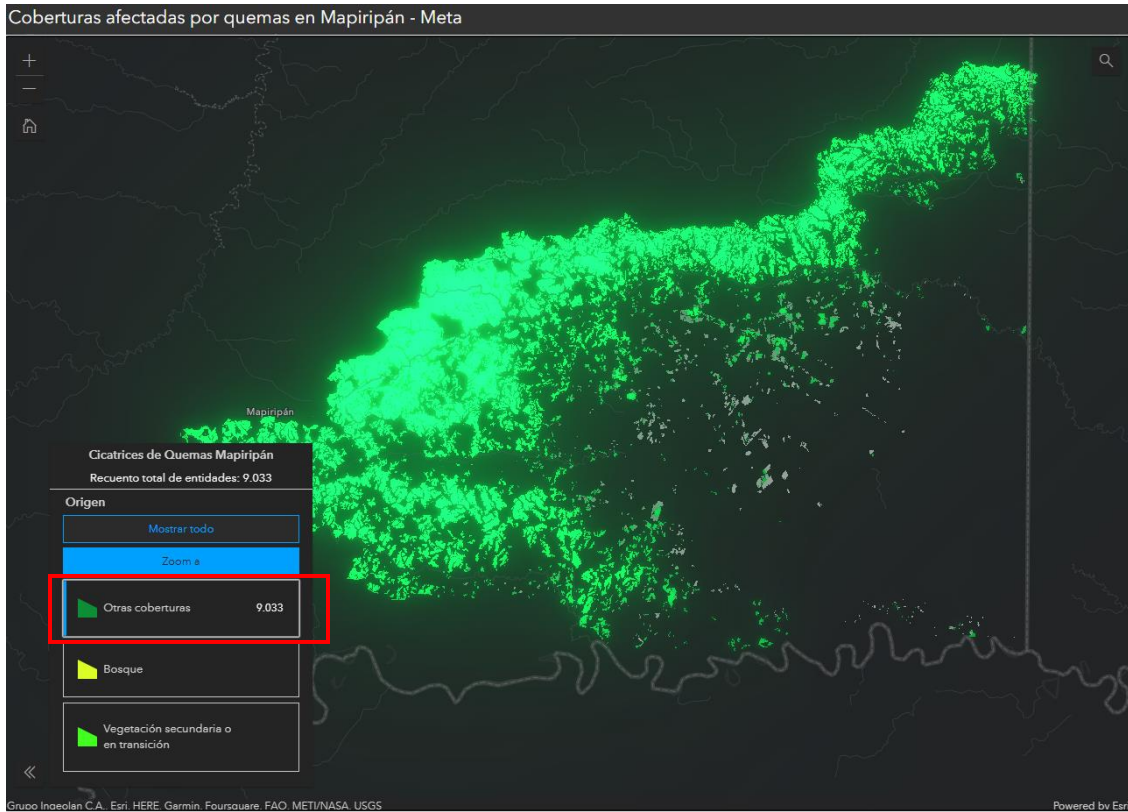 Coberturas afectadas por quemas en Mapiripán - Meta
Mapiripán
Cicatrices de Quemas Mapiripán
Recuento total de entidades: 9.033
Origen
Mostrar todo
Zoom a
Otras coberturas 9.033
Bosque
Vegetación secundaria o
en transición
Grupo Ingeolan C.A., Esri, HERE, Garmin, Foursquare, FAO, METI/NASA, USGS
Powered by Esri